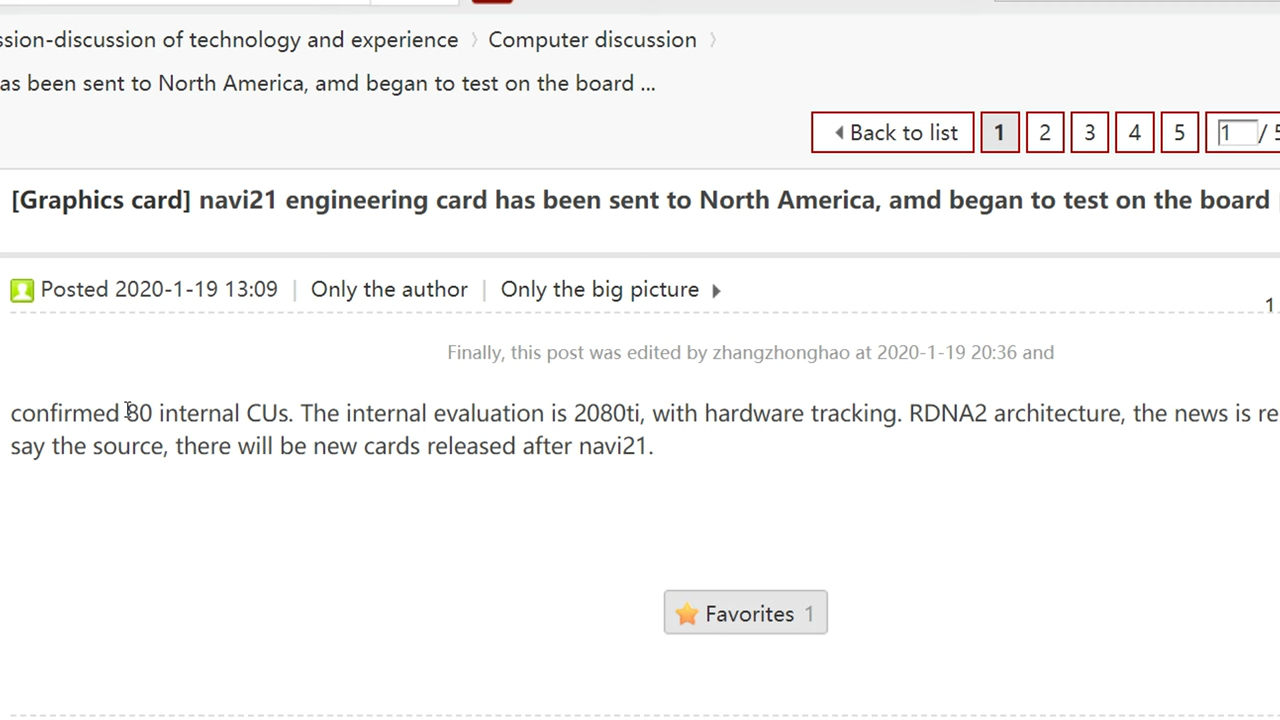 ssion-discussion of technology and experience 〉 Computer discussion 〉
as been sent to North America, amd began to test on the board ...
Back to list 1 2 3 4 5 1 / 5
[Graphics card] navi21 engineering card has been sent to North America, amd began to test on the board
Posted 2020-1-19 13:09 | Only the author | Only the big picture
1
Finally, this post was edited by zhangzhonghao at 2020-1-19 20:36 and
confirmed 80 internal CUs. The internal evaluation is 2080ti, with hardware tracking. RDNA2 architecture, the news is re
say the source, there will be new cards released after navi21.
Favorites 1